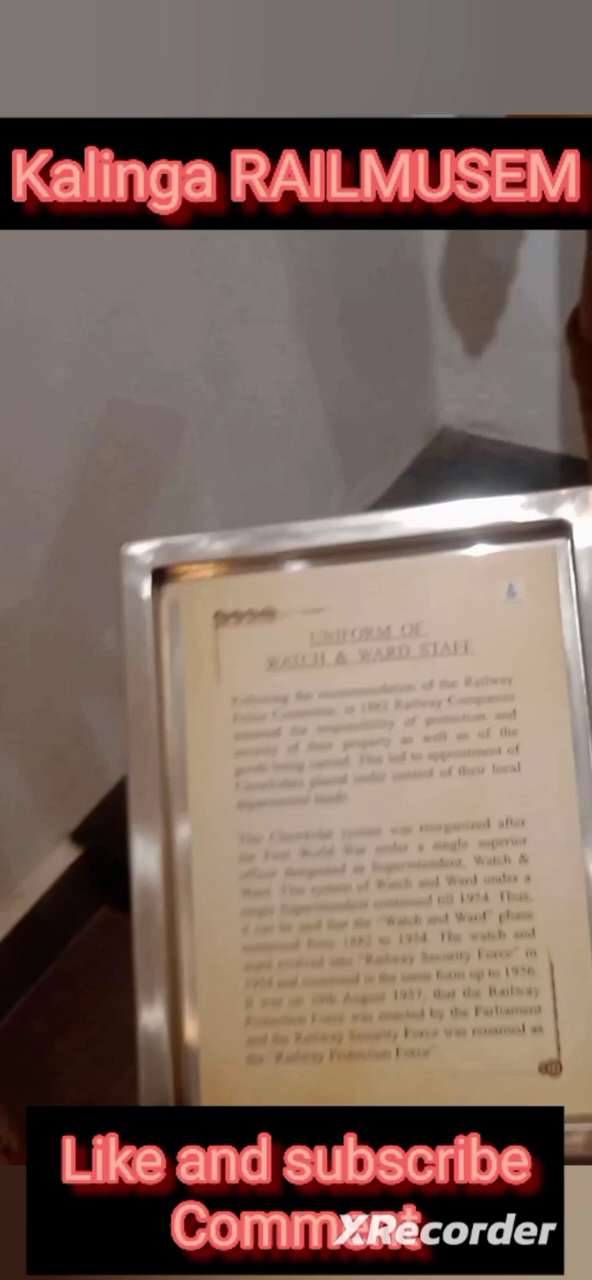 Kalinga RAILMUSEM
UNIFORM OF
WATCH & WARD STAFF
Following the recommendation of the Railway
Police Committee, in 1882 Railway Companies
the responsibility of protection and
security of their property as well as of the
goods being carried. This led to appointment of
Chowkidars placed under control of their local
departmental heads.
The Chowkidar system was reorganized after
the First World War under a single superior
officer designated as Superintendent, Watch &
Ward. This system of Watch and Ward under a
single Superintendent continued till 1954. Thus,
it can be said that the "Watch and Ward" phase
continued from 1882 to 1954. The watch and
ward evolved into "Railway Security Force" in
1954 and continued in the same form up to 1956.
It was on 29th August 1957, that the Railway
Protection Force was enacted by the Parliament
and the Railway Security Force was renamed as
the "Railway Protection Force"
Like and subscribe
Comment
XRecorder